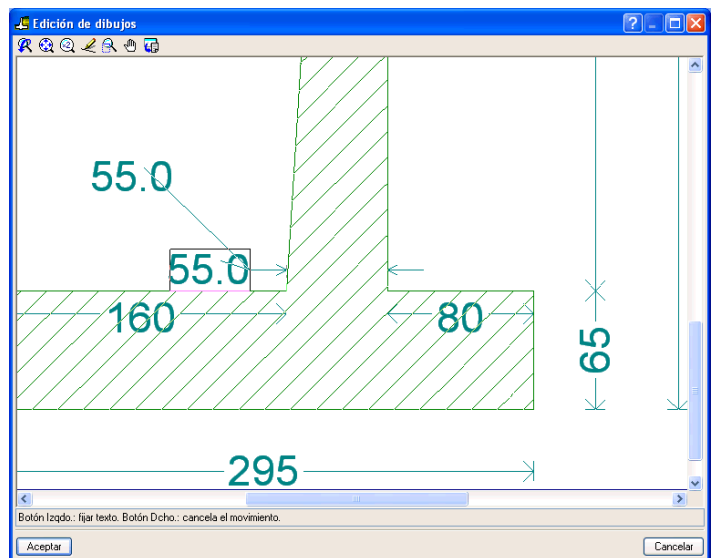 Edición de dibujos
55.0
55.0
160
80
65
295
Botón Izqdo.: fijar texto. Botón Dcho.: cancela el movimiento.
Aceptar
Cancelar